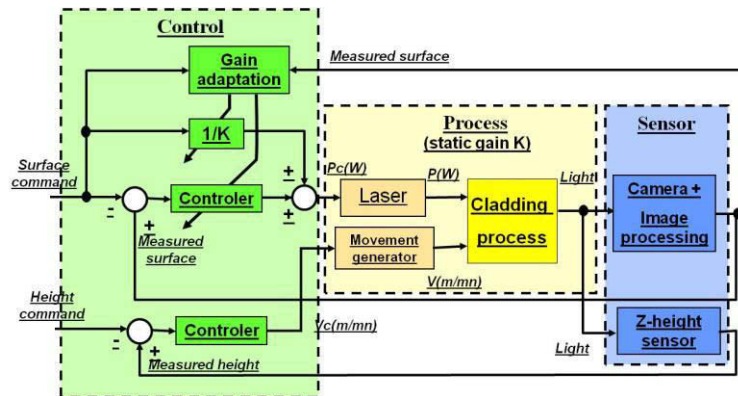 Control
Gain
adaptation
Measured surface
1/K
Process
(static gain K)
Sensor
Surface
command
-
+
Controler
+
-
+
-
Pc(W)
Laser
P(W)
Cladding
process
Light
Camera +
Image
processing
Measured
surface
Movement
generator
V(m/mn)
Height
command
-
+
Controler
Vc(m/mn)
Measured height
Light
Z-height
sensor